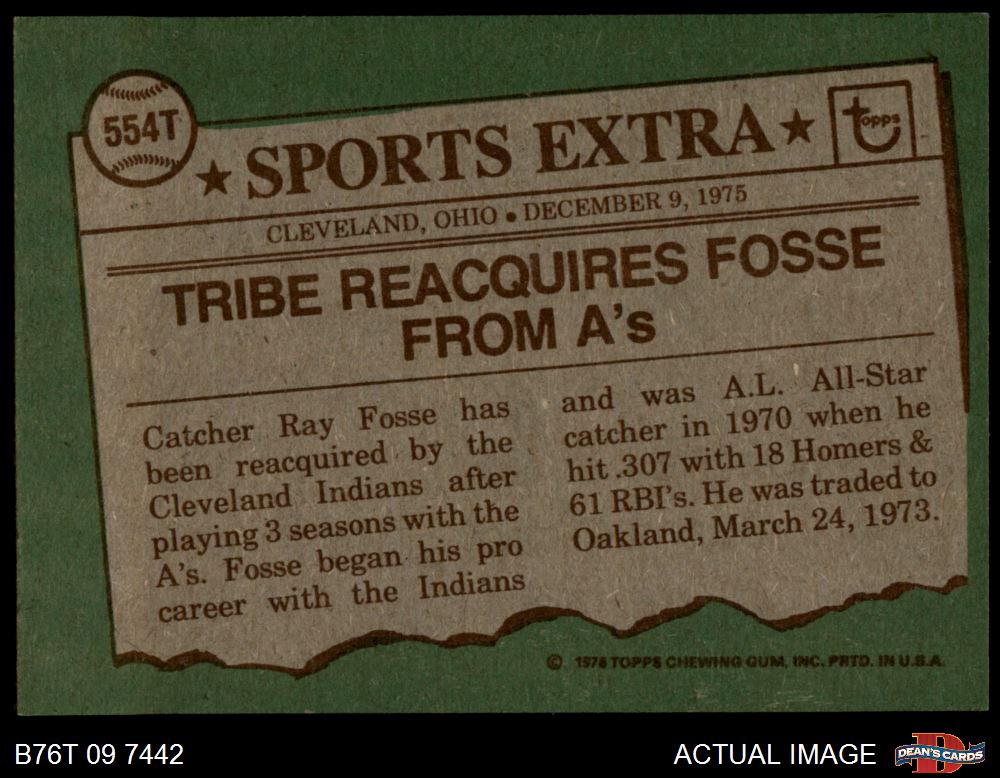 554T
★ SPORTS EXTRA ★
topps
CLEVELAND, OHIO • DECEMBER 9, 1975
TRIBE REACQUIRES FOSSE
FROM A's
Catcher Ray Fosse has
been reacquired by the
Cleveland Indians after
playing 3 seasons with the
A's. Fosse began his pro
career with the Indians
and was A.L. All-Star
catcher in 1970 when he
hit .307 with 18 Homers &
61 RBI's. He was traded to
Oakland, March 24, 1973.
© 1976 TOPPS CHEWING GUM, INC. PRTD. IN U.S.A.
B76T 09 7442
ACTUAL IMAGE
DEAN'S CARDS